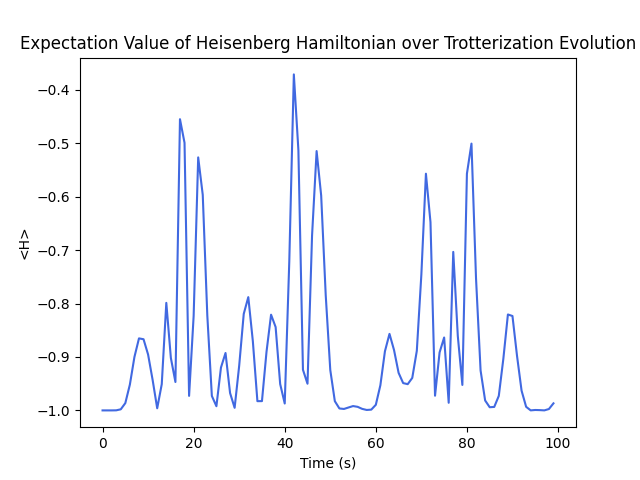 Expectation Value of Heisenberg Hamiltonian over Trotterization Evolution
−0.4
−0.5
−0.6
−0.7
−0.8
−0.9
−1.0
<H>
0 20 40 60 80 100
Time (s)